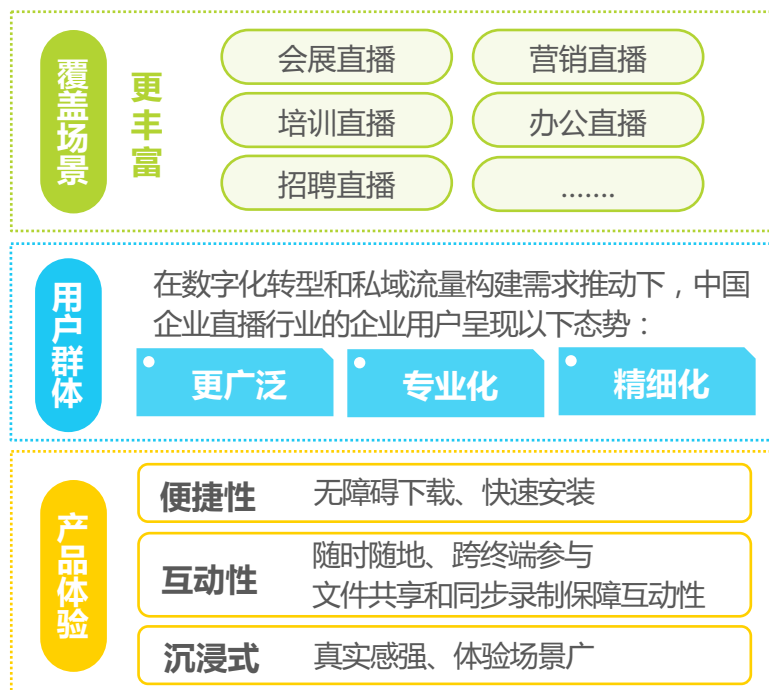 覆盖场景
更丰富
会展直播
营销直播
培训直播
办公直播
招聘直播
.......
用户群体
在数字化转型和私域流量构建需求推动下，中国
企业直播行业的企业用户呈现以下态势：
更广泛
专业化
精细化
产品体验
便捷性
无障碍下载、快速安装
互动性
随时随地、跨终端参与
文件共享和同步录制保障互动性
沉浸式
真实感强、体验场景广